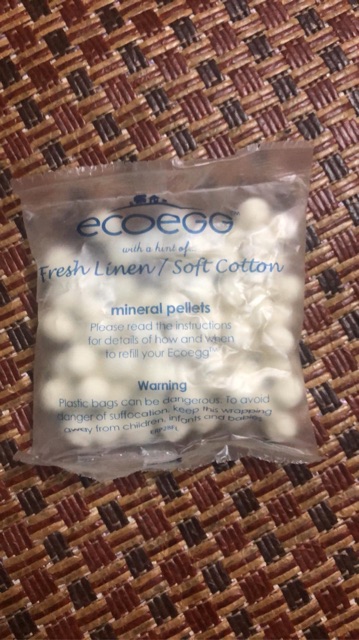 ecoegg™
with a hint of...
Fresh Linen / Soft Cotton
mineral pellets
Please read the instructions
for details of how and when
to refill your Ecoegg™
Warning
Plastic bags can be dangerous. To avoid
danger of suffocation, keep this wrapping
away from children, infants and babies